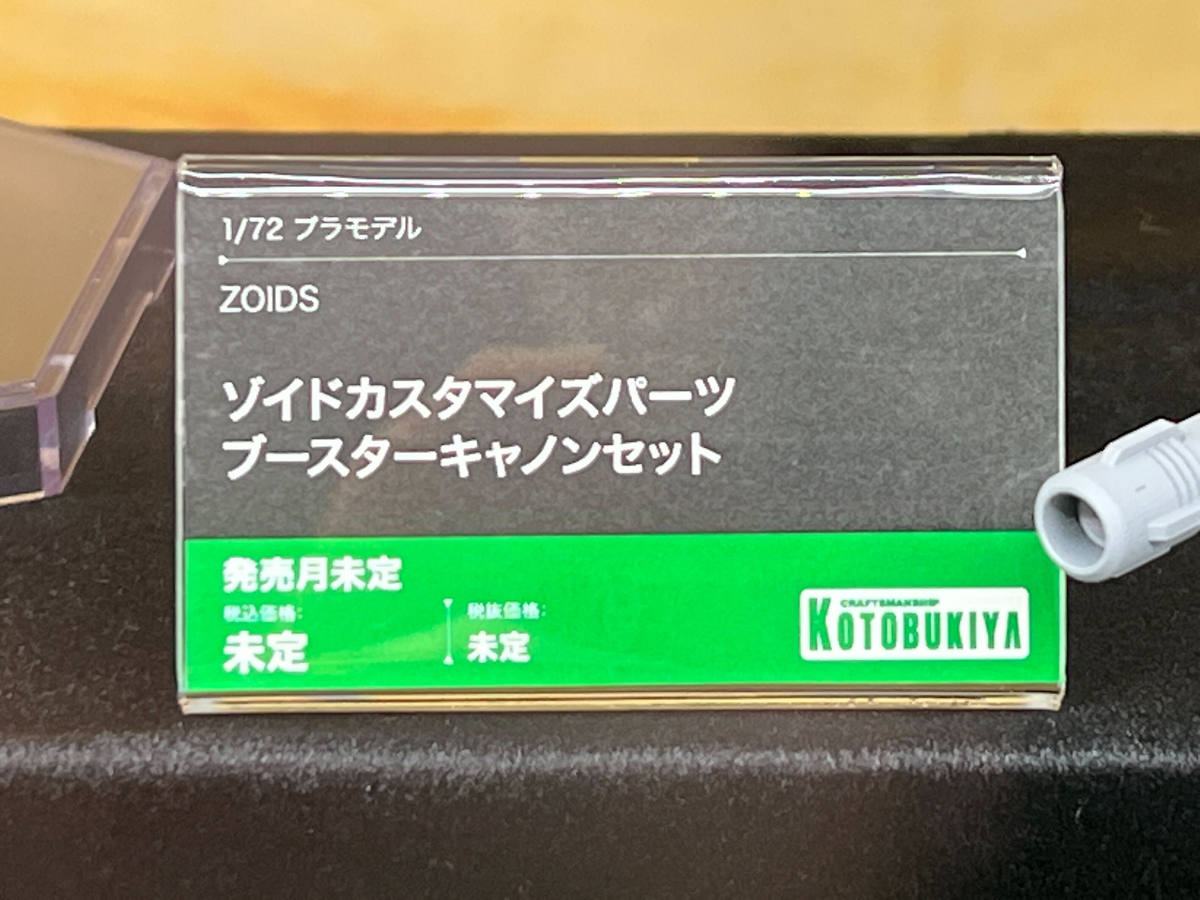 1/72 プラモデル
ZOIDS
ゾイドカスタマイズパーツ
ブースターキャノンセット
発売月未定
税込価格:
未定
税抜価格:
未定
CRAFTSMANSHIP
KOTOBUKIYA